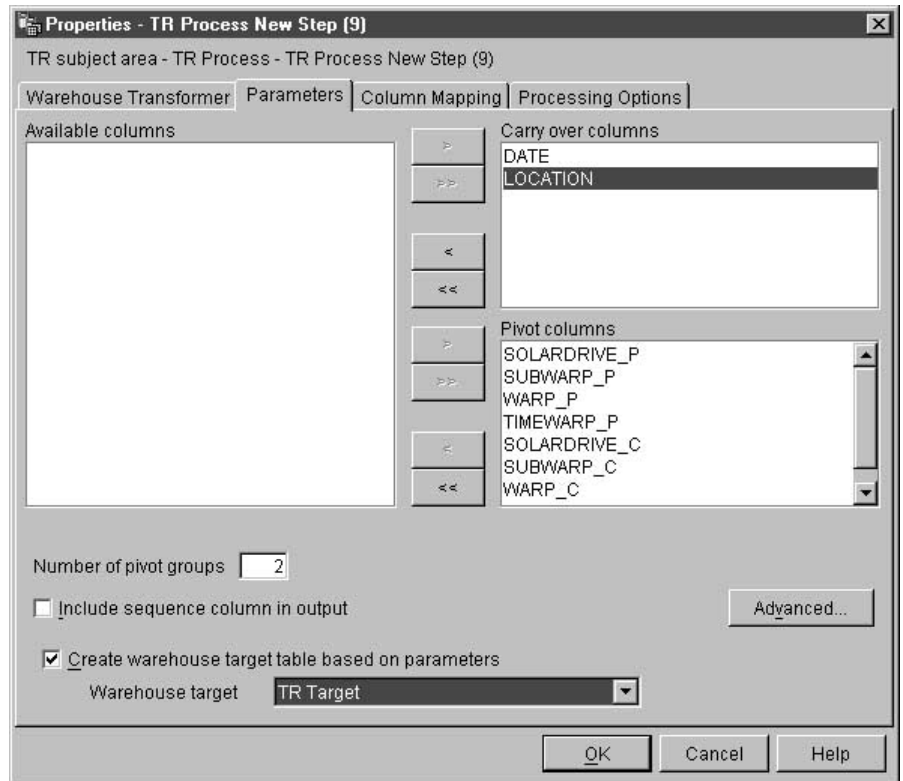 Properties - TR Process New Step (9)
TR subject area - TR Process - TR Process New Step (9)
Warehouse Transformer Parameters Column Mapping Processing Options
Available columns
Carry over columns
>
>>
<
<<
DATE
LOCATION
Pivot columns
>
>>
<
<<
SOLARDRIVE_P
SUBWARP_P
WARP_P
TIMEWARP_P
SOLARDRIVE_C
SUBWARP_C
WARP_C
Number of pivot groups 2
Include sequence column in output
Advanced...
Create warehouse target table based on parameters
Warehouse target TR Target
OK Cancel Help